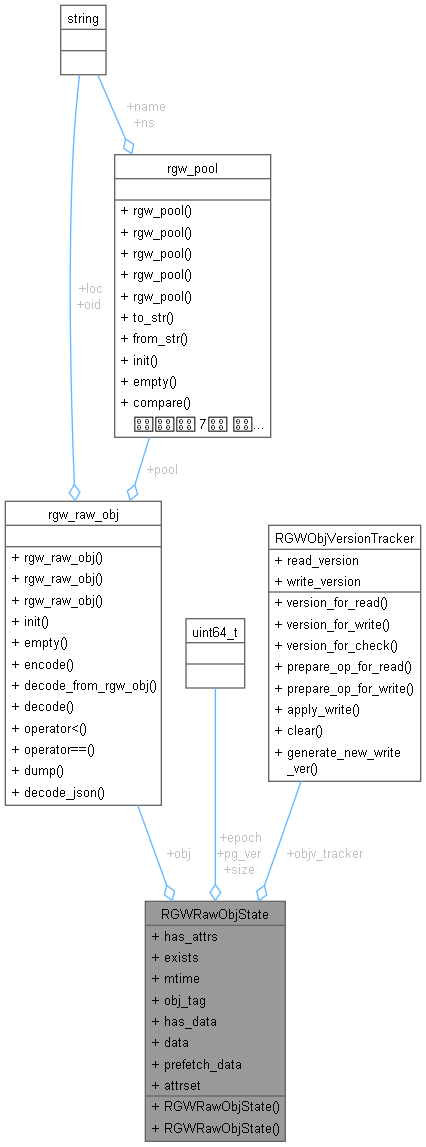 string
+name
+ns
rgw_pool
+ rgw_pool()
+ rgw_pool()
+ rgw_pool()
+ rgw_pool()
+ rgw_pool()
+ to_str()
+ from_str()
+ init()
+ empty()
+ compare()
7
...
+loc
+oid
+pool
rgw_raw_obj
+ rgw_raw_obj()
+ rgw_raw_obj()
+ rgw_raw_obj()
+ init()
+ empty()
+ encode()
+ decode_from_rgw_obj()
+ decode()
+ operator<()
+ operator==()
+ dump()
+ decode_json()
uint64_t
RGWObjVersionTracker
+ read_version
+ write_version
+ version_for_read()
+ version_for_write()
+ version_for_check()
+ prepare_op_for_read()
+ prepare_op_for_write()
+ apply_write()
+ clear()
+ generate_new_write
_ver()
+obj
+epoch
+pg_ver
+size
+objv_tracker
RGWRawObjState
+ has_attrs
+ exists
+ mtime
+ obj_tag
+ has_data
+ data
+ prefetch_data
+ attrset
+ RGWRawObjState()
+ RGWRawObjState()